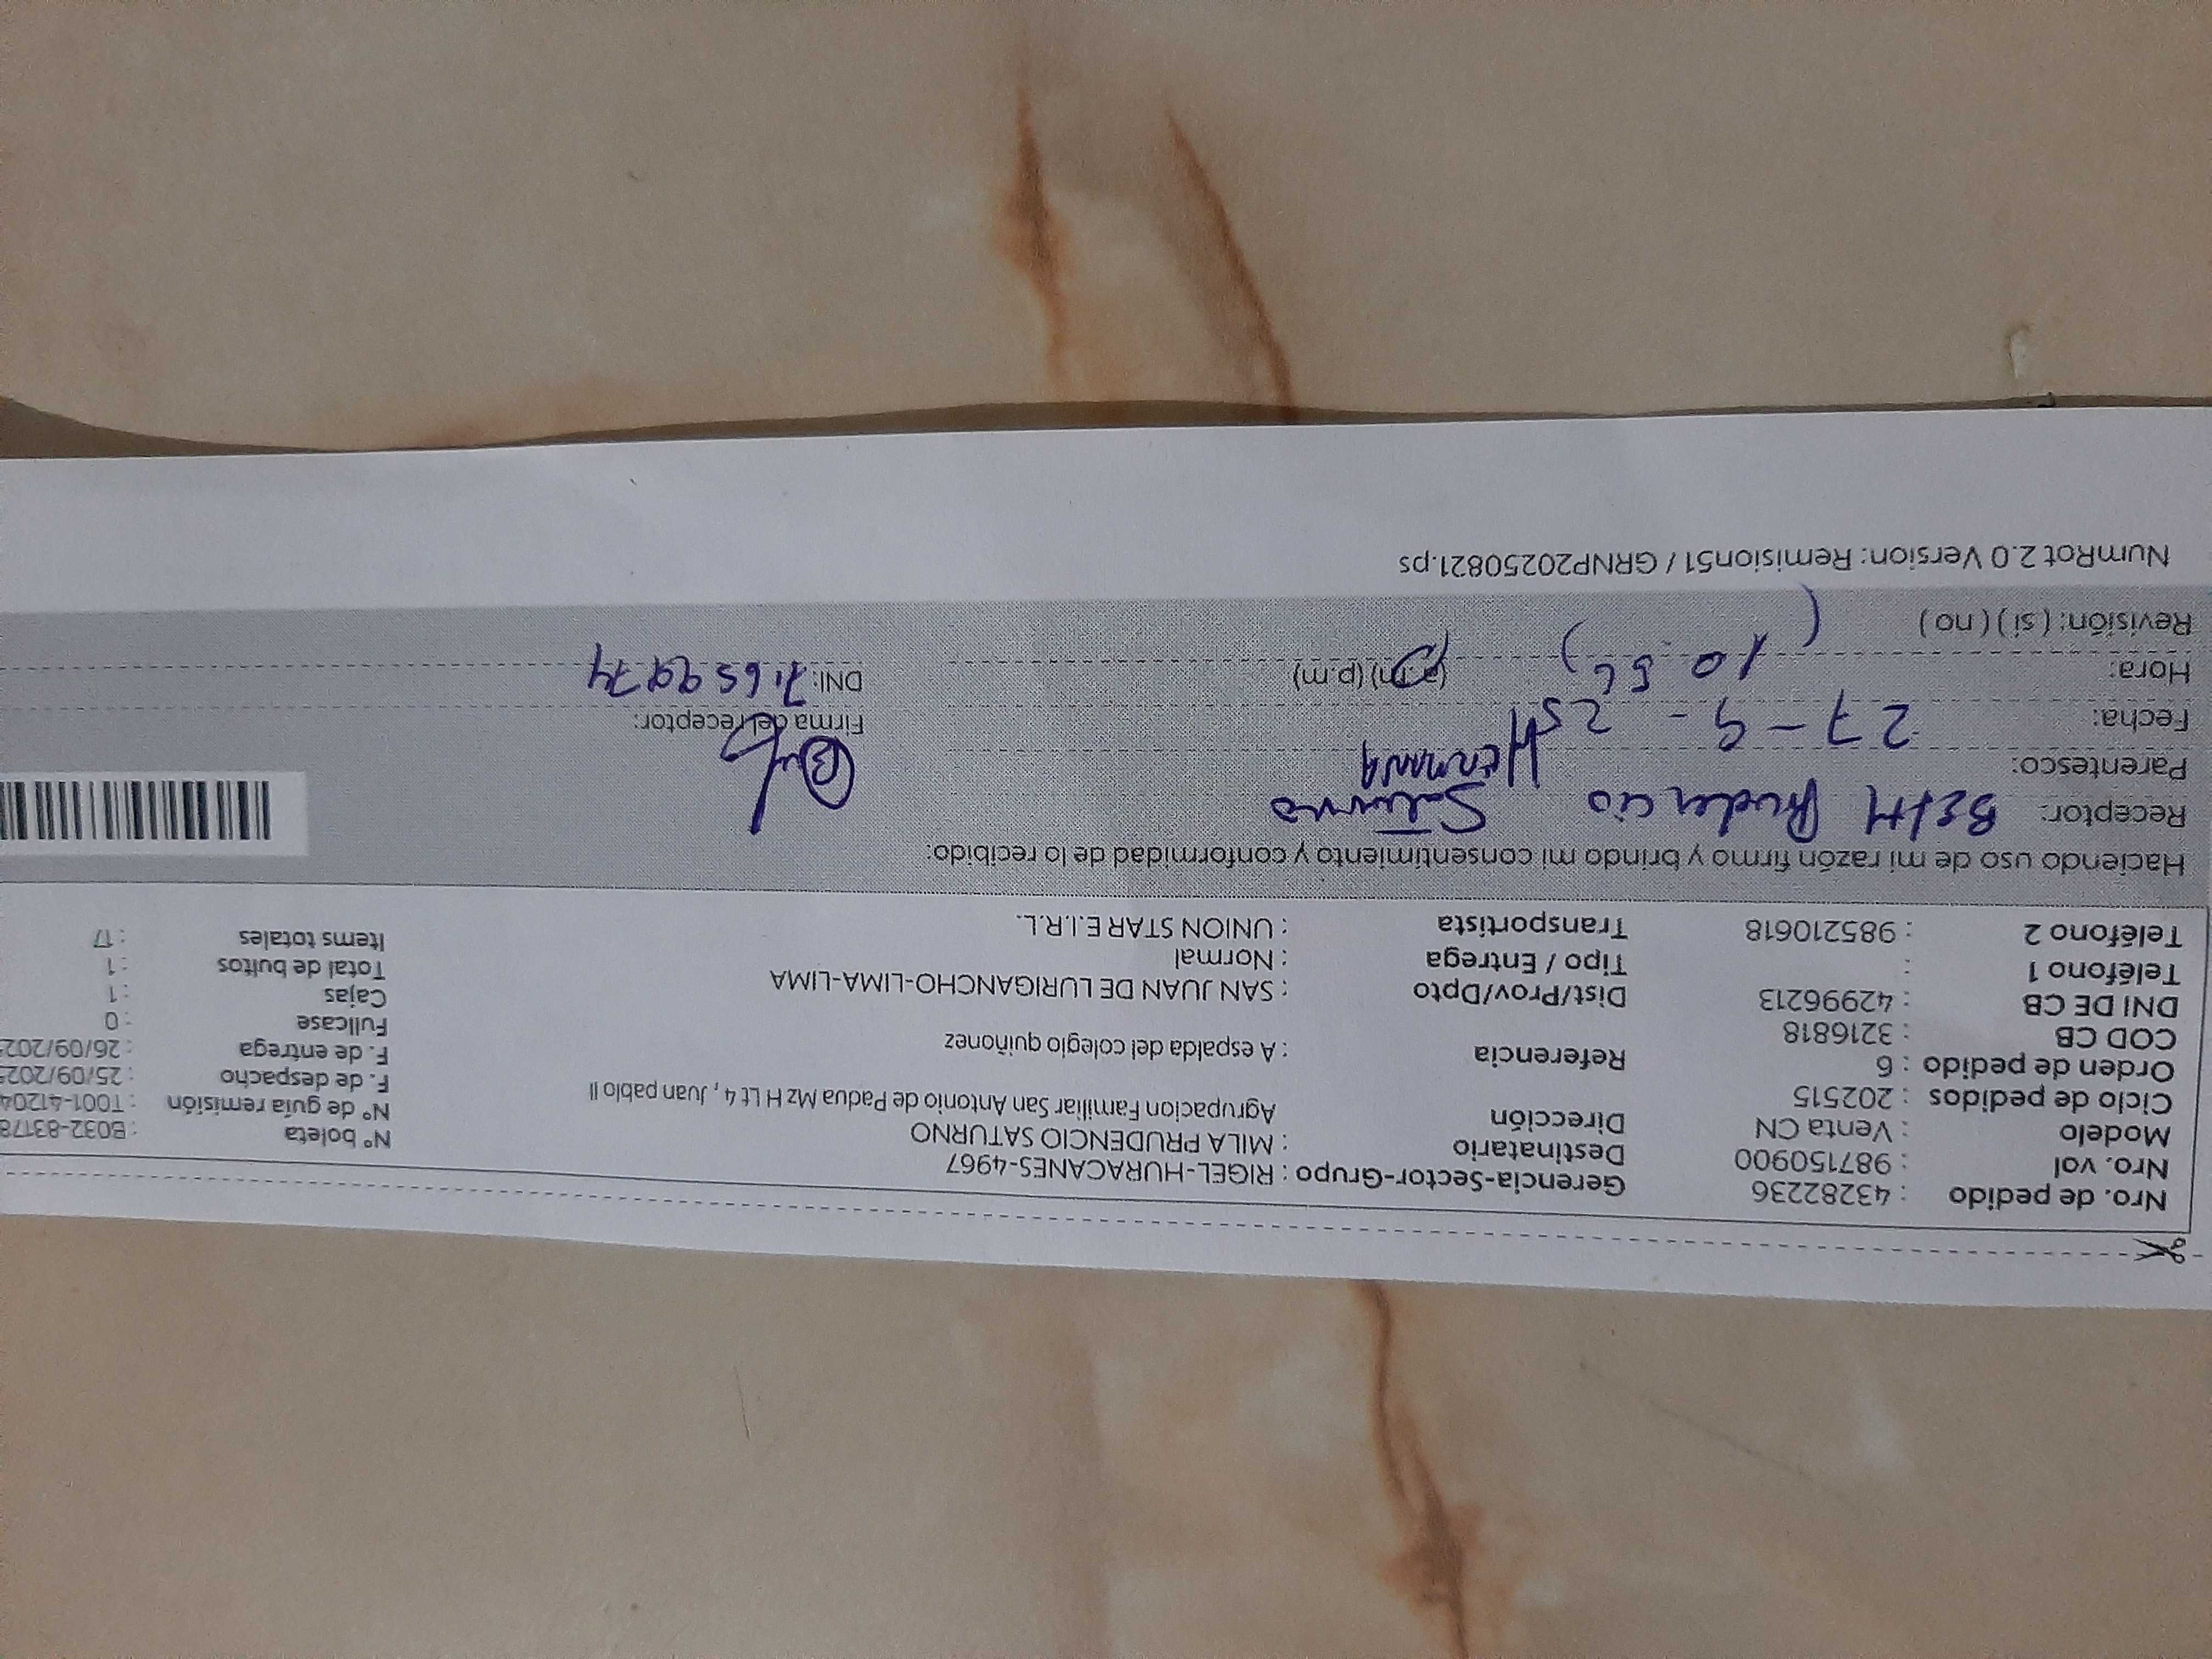 Nro. de pedido : 43282236 Gerencia-Sector-Grupo : RIGEL-HURACANES-4967
Nro. vol : 987150900 Destinatario : MILA PRUDENCIO SATURNO Nº boleta : B032-83178
Modelo : Venta CN Dirección Agrupacion Familiar San Antonio de Padua Mz H Lt 4 , Juan pablo II Nº de guía remisión : T001-41204
Ciclo de pedidos : 202515 F. de despacho : 25/09/202
Orden de pedido : 6 Referencia : A espalda del colegio quiñonez F. de entrega : 26/09/202
COD CB : 3216818 Fullcase : 0
DNI DE CB : 42996213 Dist/Prov/Dpto : SAN JUAN DE LURIGANCHO-LIMA-LIMA Cajas : 1
Teléfono 1 : Tipo / Entrega : Normal Total de bultos : 1
Teléfono 2 : 985210618 Transportista : UNION STAR E.I.R.L. Items totales : 17
Haciendo uso de mi razón firmo y brindo mi consentimiento y conformidad de lo recibido:
Receptor: Prudencio Saturno
Parentesco: Hermana
Fecha: 27-9-25 Firma del receptor:
Hora: 10 56 (a.m) (p.m) DNI:
Revisión: ( si ) ( no )
NumRot 2.0 Version: Remision51 / GRNP20250821.ps